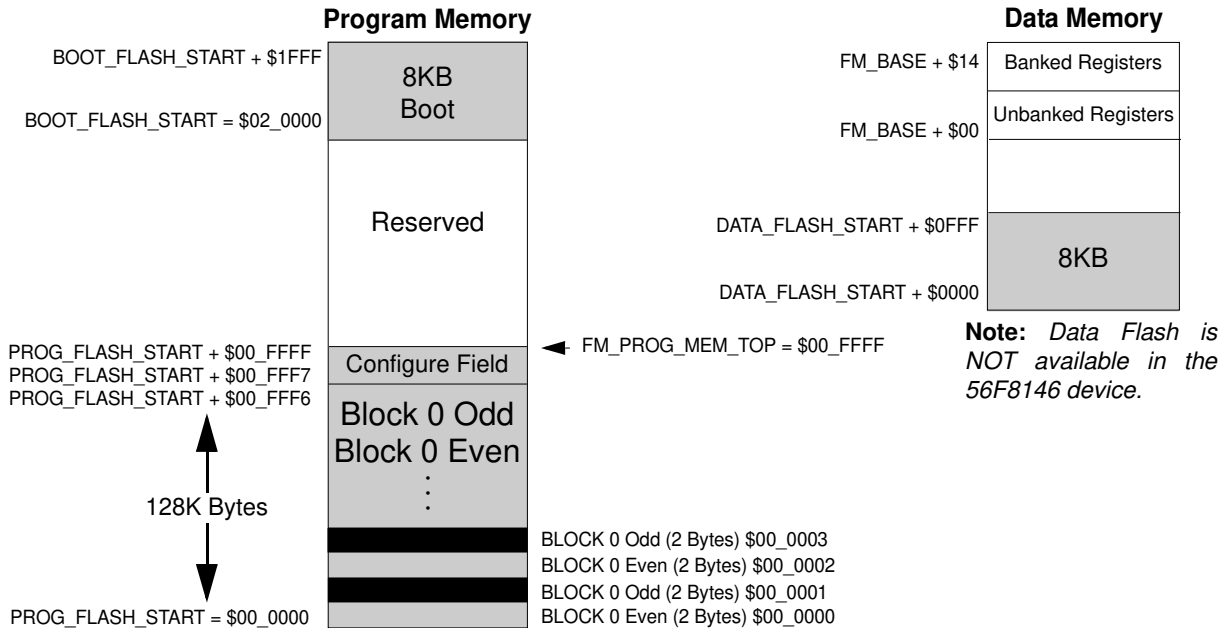 Program Memory
BOOT_FLASH_START + $1FFF
BOOT_FLASH_START = $02_0000
8KB
Boot
Reserved
PROG_FLASH_START + $00_FFFF
PROG_FLASH_START + $00_FFF7
PROG_FLASH_START + $00_FFF6
Configure Field
FM_PROG_MEM_TOP = $00_FFFF
Block 0 Odd
Block 0 Even
128K Bytes
BLOCK 0 Odd (2 Bytes) $00_0003
BLOCK 0 Even (2 Bytes) $00_0002
BLOCK 0 Odd (2 Bytes) $00_0001
BLOCK 0 Even (2 Bytes) $00_0000
PROG_FLASH_START = $00_0000
Data Memory
FM_BASE + $14
Banked Registers
Unbanked Registers
FM_BASE + $00
DATA_FLASH_START + $0FFF
8KB
DATA_FLASH_START + $0000
Note: Data Flash is
NOT available in the
56F8146 device.